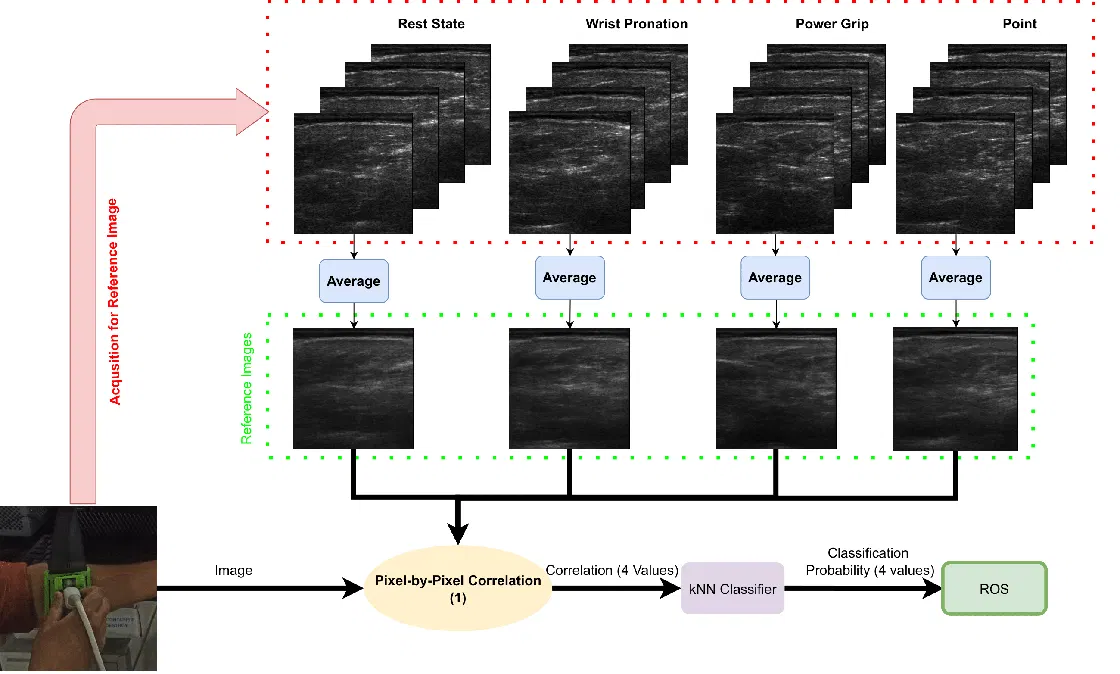 Rest State
Wrist Pronation
Power Grip
Point
Acqusition for Reference Image
Average
Average
Average
Average
Reference Images
Image
Pixel-by-Pixel Correlation
(1)
Correlation (4 Values)
kNN Classifier
Classification
Probability (4 values)
ROS